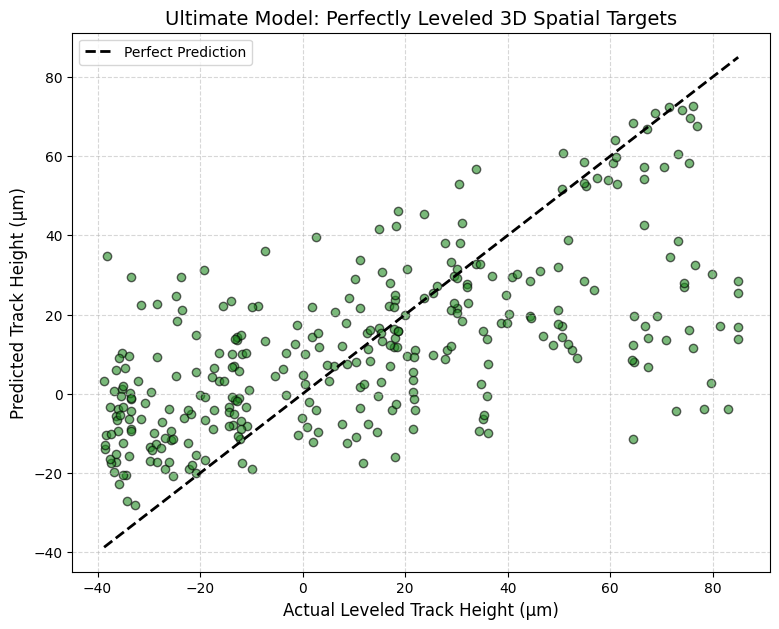 Ultimate Model: Perfectly Leveled 3D Spatial Targets
Perfect Prediction
Predicted Track Height (μm)
80
60
40
20
0
−20
−40
−40 −20 0 20 40 60 80
Actual Leveled Track Height (μm)